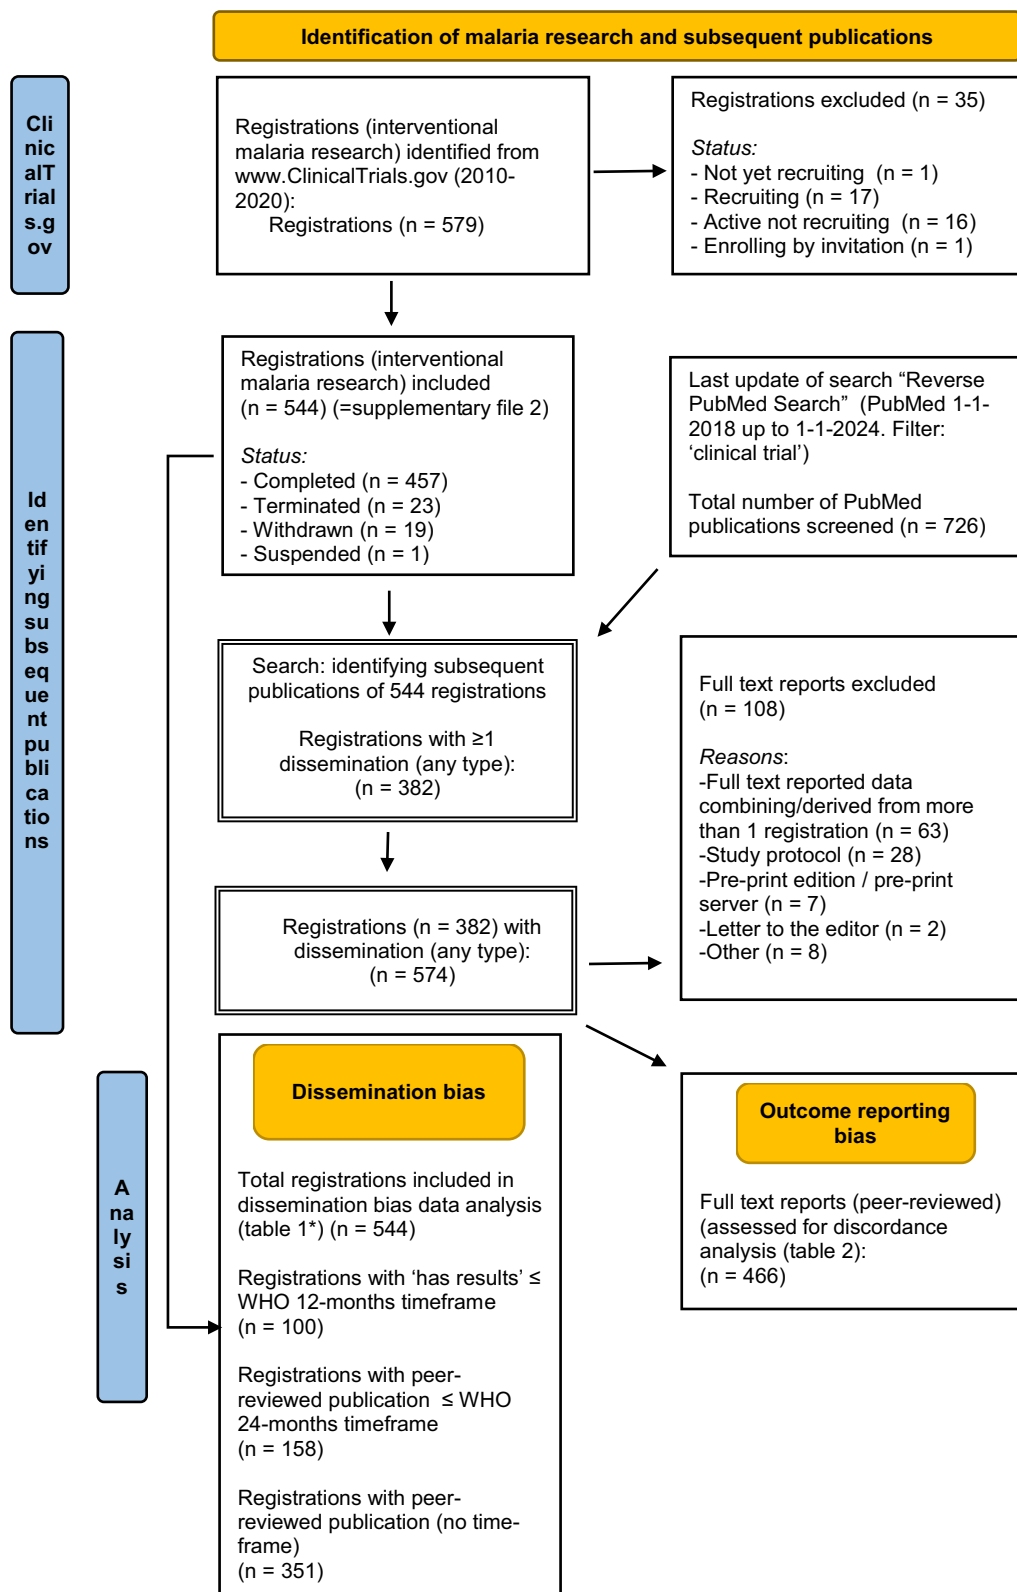 Identification of malaria research and subsequent publications
Cli
nic
alT
rial
s.g
ov
Registrations (interventional
malaria research) identified from
www.ClinicalTrials.gov (2010-
2020):
Registrations (n = 579)
Registrations excluded (n = 35)
Status:
- Not yet recruiting  (n = 1)
- Recruiting (n = 17)
- Active not recruiting  (n = 16)
- Enrolling by invitation (n = 1)
Id
en
tif
yi
ng
su
bs
eq
ue
nt
pu
bli
ca
tio
ns
Registrations (interventional
malaria research) included
(n = 544) (=supplementary file 2)
Status:
- Completed (n = 457)
- Terminated (n = 23)
- Withdrawn (n = 19)
- Suspended (n = 1)
Last update of search “Reverse
PubMed Search”  (PubMed 1-1-
2018 up to 1-1-2024. Filter:
‘clinical trial’)
Total number of PubMed
publications screened (n = 726)
Search: identifying subsequent
publications of 544 registrations
Registrations with ≥1
dissemination (any type):
(n = 382)
Full text reports excluded
(n = 108)
Reasons:
-Full text reported data
combining/derived from more
than 1 registration (n = 63)
-Study protocol (n = 28)
-Pre-print edition / pre-print
server (n = 7)
-Letter to the editor (n = 2)
-Other (n = 8)
Registrations (n = 382) with
dissemination (any type):
(n = 574)
A
na
ly
si
s
Dissemination bias
Total registrations included in
dissemination bias data analysis
(table 1*) (n = 544)
Registrations with ‘has results’ ≤
WHO 12-months timeframe
(n = 100)
Registrations with peer-
reviewed publication  ≤ WHO
24-months timeframe
(n = 158)
Registrations with peer-
reviewed publication (no time-
frame)
(n = 351)
Outcome reporting
bias
Full text reports (peer-reviewed)
(assessed for discordance
analysis (table 2):
(n = 466)